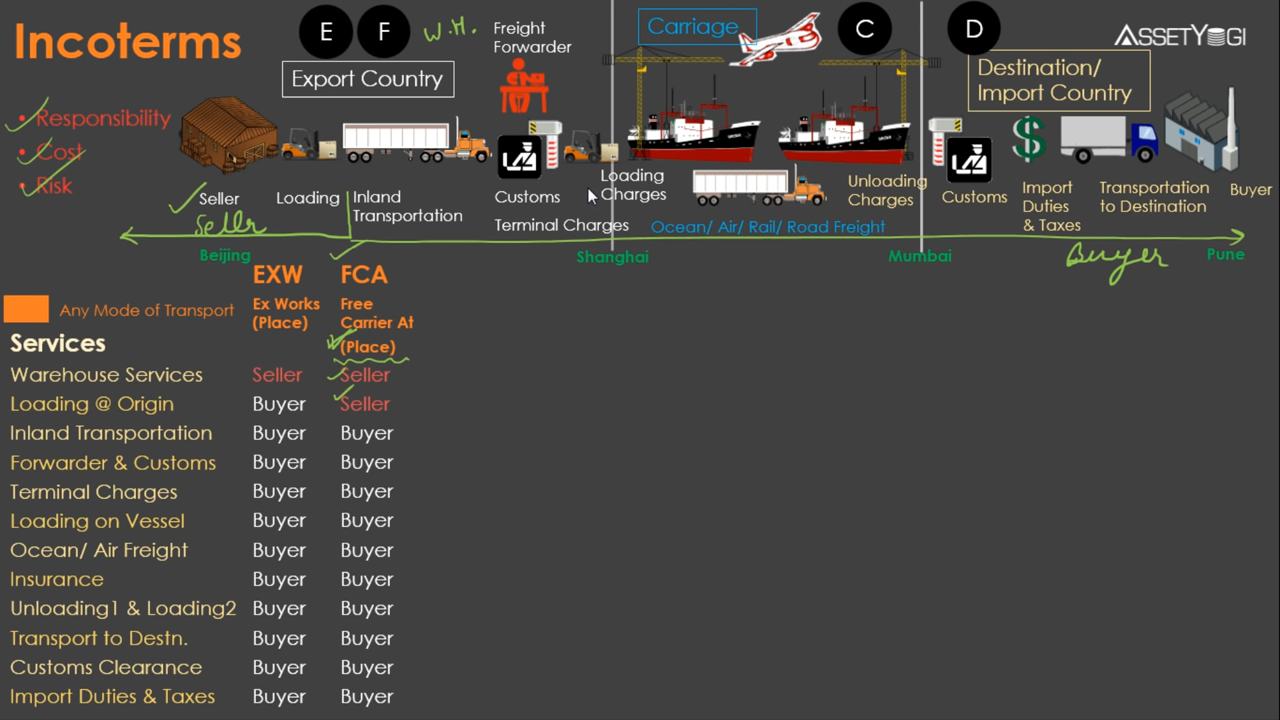 Incoterms
E
F
W.H.
Freight
Forwarder
Carriage
C
D
ASSETYOGI
Export Country
Destination/
Import Country
• Responsibility
• Cost
• Risk
$
Seller
Loading
Inland
Transportation
Customs
Terminal Charges
Loading
Charges
Unloading
Charges
Ocean/ Air/ Rail/ Road Freight
Customs
Import
Duties
& Taxes
Transportation
to Destination
Buyer
Seller
Buyer
Beijing
Shanghai
Mumbai
Pune
EXW FCA
Ex Works
(Place)
Free
Carrier At
(Place)
Any Mode of Transport
Services
Warehouse Services Seller Seller
Loading @ Origin Buyer Seller
Inland Transportation Buyer Buyer
Forwarder & Customs Buyer Buyer
Terminal Charges Buyer Buyer
Loading on Vessel Buyer Buyer
Ocean/ Air Freight Buyer Buyer
Insurance Buyer Buyer
Unloading1 & Loading2 Buyer Buyer
Transport to Destn. Buyer Buyer
Customs Clearance Buyer Buyer
Import Duties & Taxes Buyer Buyer